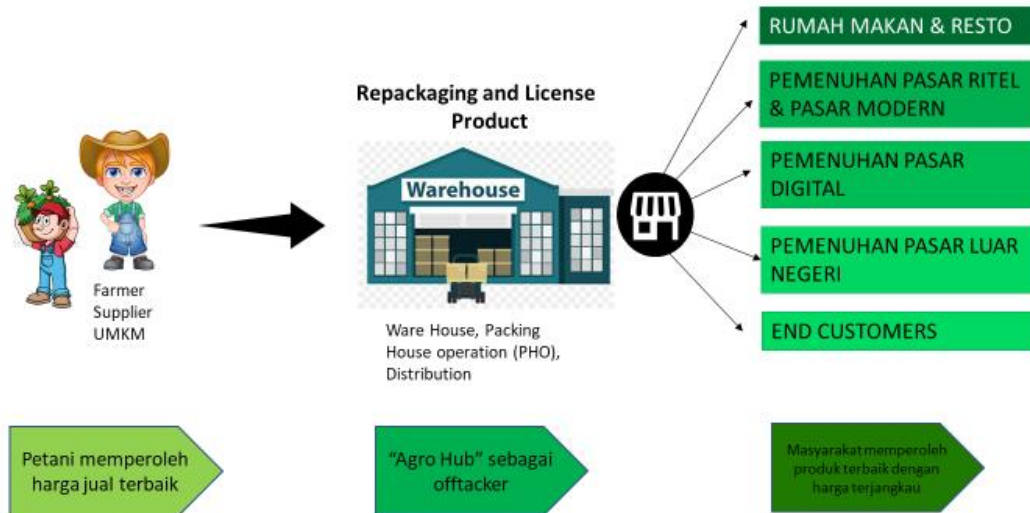 Farmer
Supplier
UMKM
Repackaging and License
Product
Warehouse
Ware House, Packing
House operation (PHO),
Distribution
RUMAH MAKAN & RESTO
PEMENUHAN PASAR RITEL
& PASAR MODERN
PEMENUHAN PASAR
DIGITAL
PEMENUHAN PASAR LUAR
NEGERI
END CUSTOMERS
Petani memperoleh
harga jual terbaik
“Agro Hub” sebagai
offtacker
Masyarakat memperoleh
produk terbaik dengan
harga terjangkau